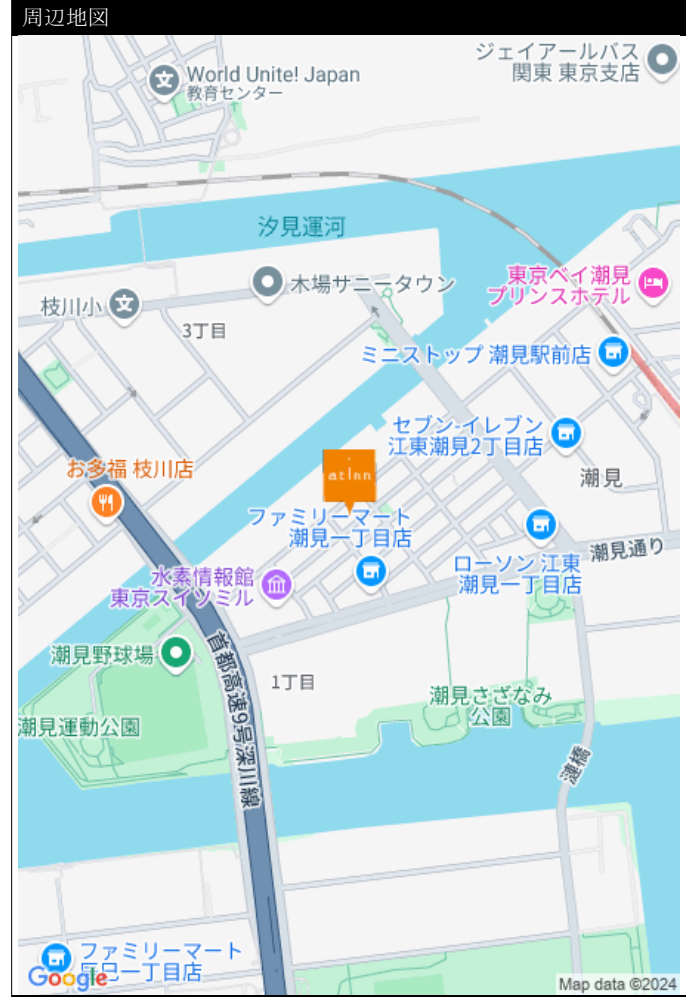 周辺地図
ジェイアールバス
関東 東京支店
World Unite! Japan
教育センター
汐見運河
東京ベイ潮見
プリンスホテル
木場サニータウン
枝川小
3丁目
ミニストップ 潮見駅前店
セブン-イレブン
江東潮見2丁目店
お多福 枝川店
atinn
潮見
ファミリーマート
潮見一丁目店
潮見通り
ローソン 江東
潮見一丁目店
水素情報館
東京スイソミル
潮見野球場
首都高速9号深川線
1丁目
潮見さざなみ
公園
潮見運動公園
漣橋
ファミリーマート
辰巳一丁目店
Google
Map data ©2024